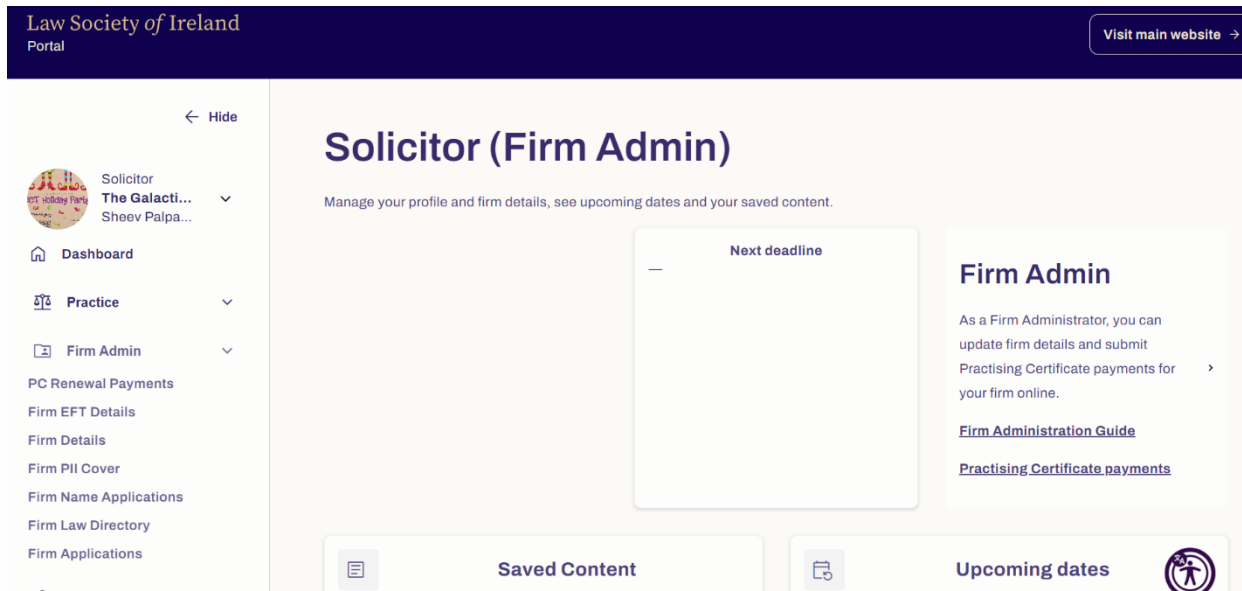 Law Society of Ireland
Portal
Visit main website →
← Hide
Solicitor
The Galacti...
Sheev Palpa...
Dashboard
Practice
Firm Admin
PC Renewal Payments
Firm EFT Details
Firm Details
Firm PII Cover
Firm Name Applications
Firm Law Directory
Firm Applications
Solicitor (Firm Admin)
Manage your profile and firm details, see upcoming dates and your saved content.
Next deadline
—
Firm Admin
As a Firm Administrator, you can
update firm details and submit
Practising Certificate payments for
your firm online.
Firm Administration Guide
Practising Certificate payments
Saved Content
Upcoming dates